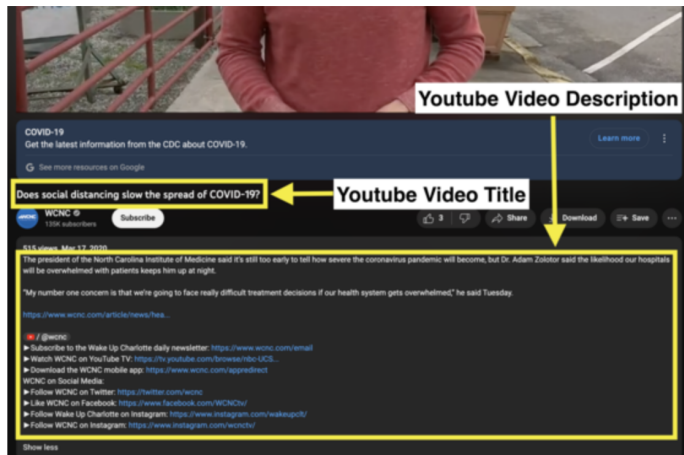 Youtube Video Description
COVID-19
Get the latest information from the CDC about COVID-19.
Learn more
G See more resources on Google
Does social distancing slow the spread of COVID-19?
Youtube Video Title
WCNC
135K subscribers
Subscribe
3
Share
Download
Save
515 views Mar 17, 2020
The president of the North Carolina Institute of Medicine said it's still too early to tell how severe the coronavirus pandemic will become, but Dr. Adam Zolotor said the likelihood our hospitals
will be overwhelmed with patients keeps him up at night.
"My number one concern is that we're going to face really difficult treatment decisions if our health system gets overwhelmed," he said Tuesday.
https://www.wcnc.com/article/news/hea...
/ @wcnc
►Subscribe to the Wake Up Charlotte daily newsletter: https://www.wcnc.com/email
►Watch WCNC on YouTube TV: https://tv.youtube.com/browse/nbc-UCS...
►Download the WCNC mobile app: https://www.wcnc.com/appredirect
WCNC on Social Media:
►Follow WCNC on Twitter: https://twitter.com/wcnc
►Like WCNC on Facebook: https://www.facebook.com/WCNCtv/
►Follow Wake Up Charlotte on Instagram: https://www.instagram.com/wakeupclt/
►Follow WCNC on Instagram: https://www.instagram.com/wcnctv/
Show less